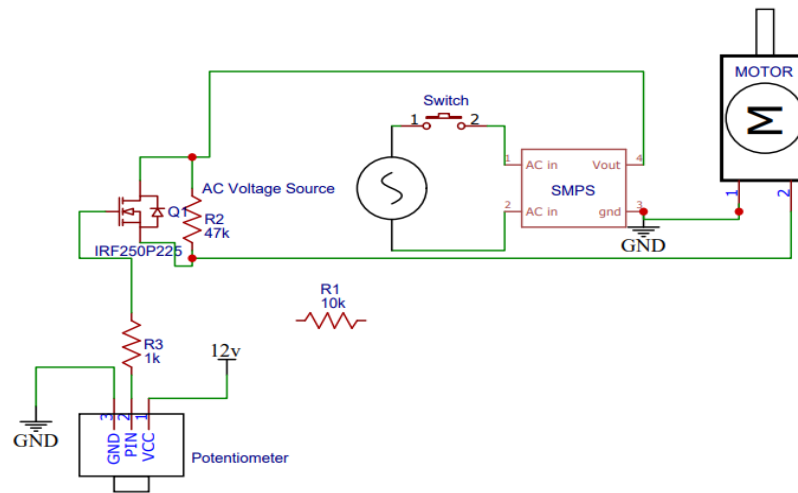 MOTOR
M
1
2
Switch
1
2
AC Voltage Source
1
AC in
Vout
4
SMPS
2
AC in
gnd
3
GND
Q1
R2
47k
IRF250P225
R1
10k
R3
1k
12v
GND
3
2
1
GND
PIN
VCC
Potentiometer